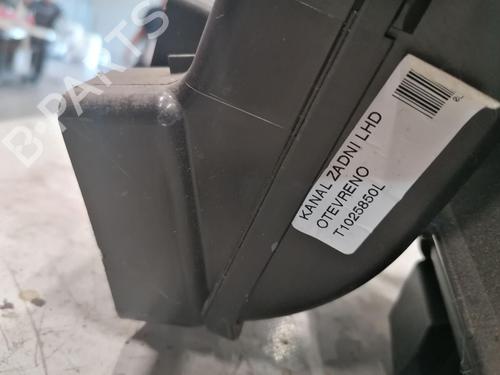 B-PARTS
KANAL ZADNI LHD
OTEVRENO
T1025850L